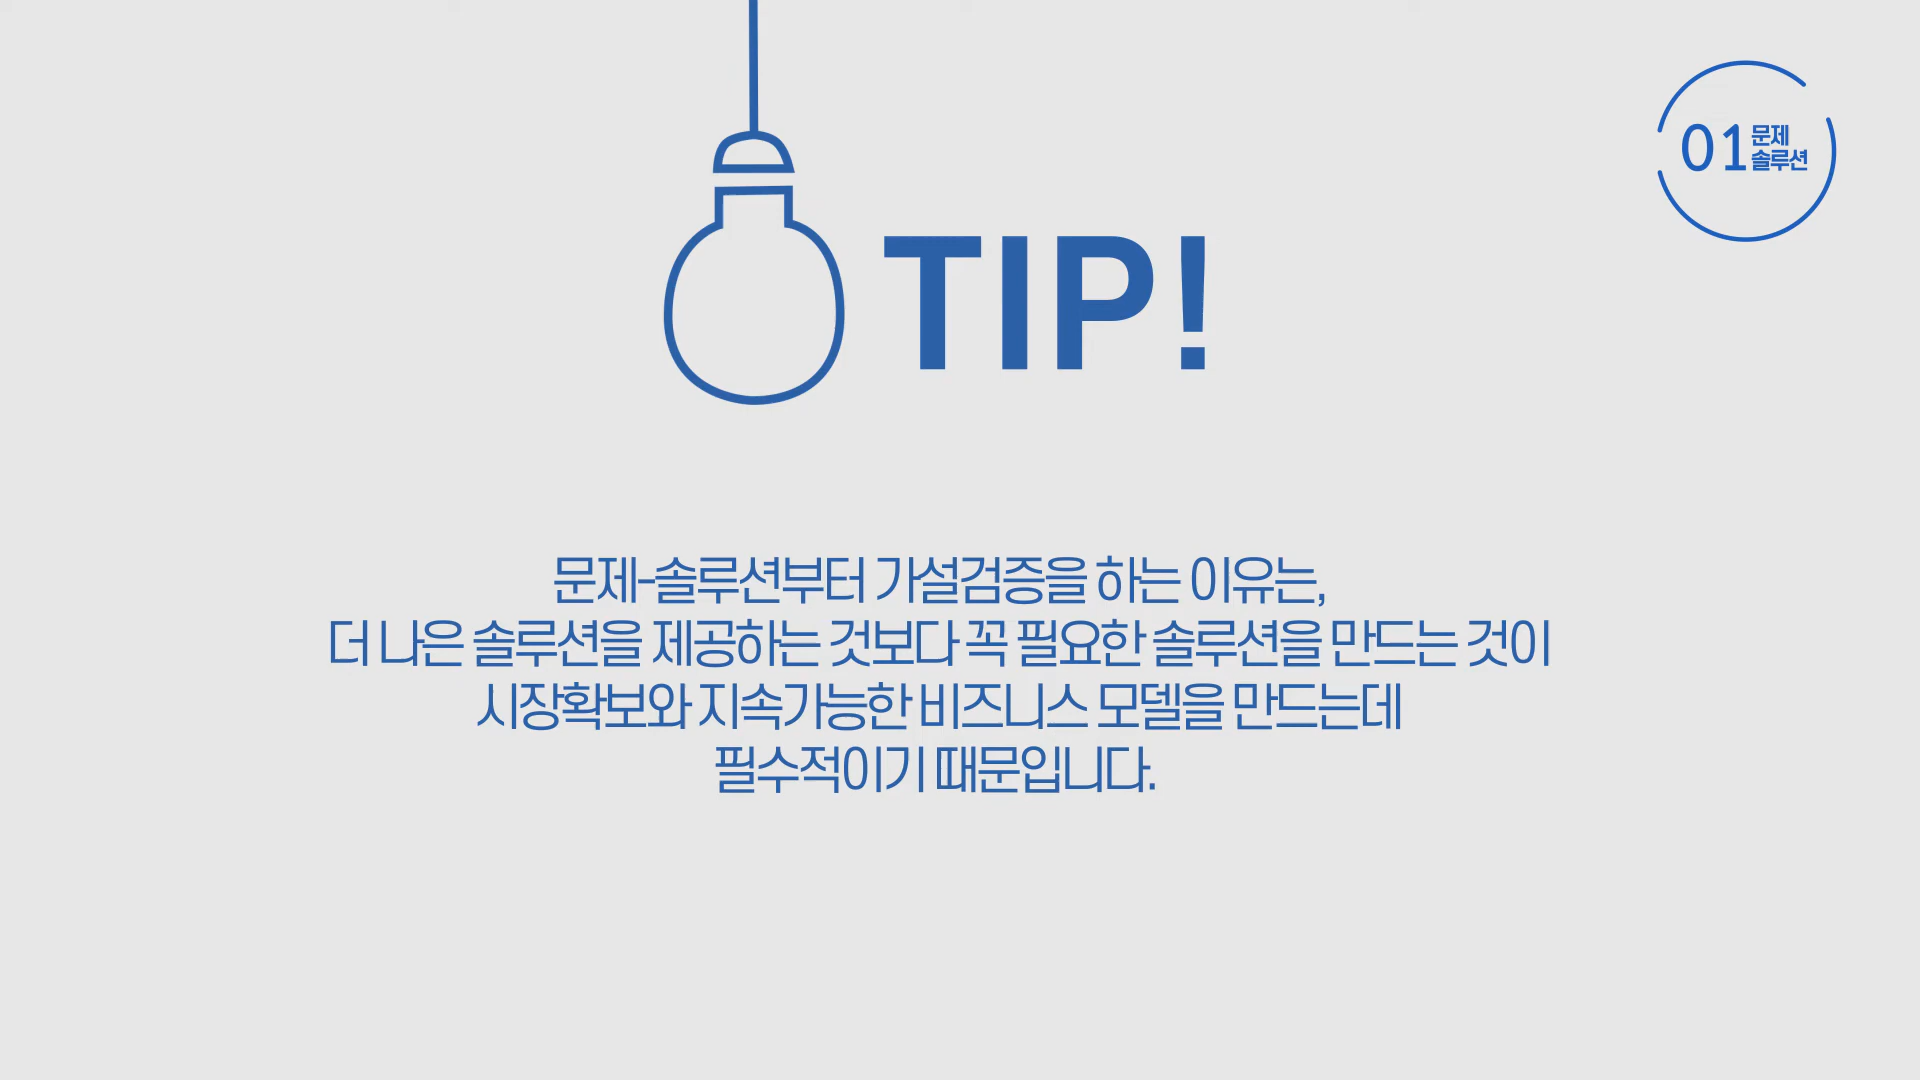 01
문제
솔루션
TIP!
문제-솔루션부터 가설검증을 하는 이유는,
더 나은 솔루션을 제공하는 것보다 꼭 필요한 솔루션을 만드는 것이
시장확보와 지속가능한 비즈니스 모델을 만드는데
필수적이기 때문입니다.